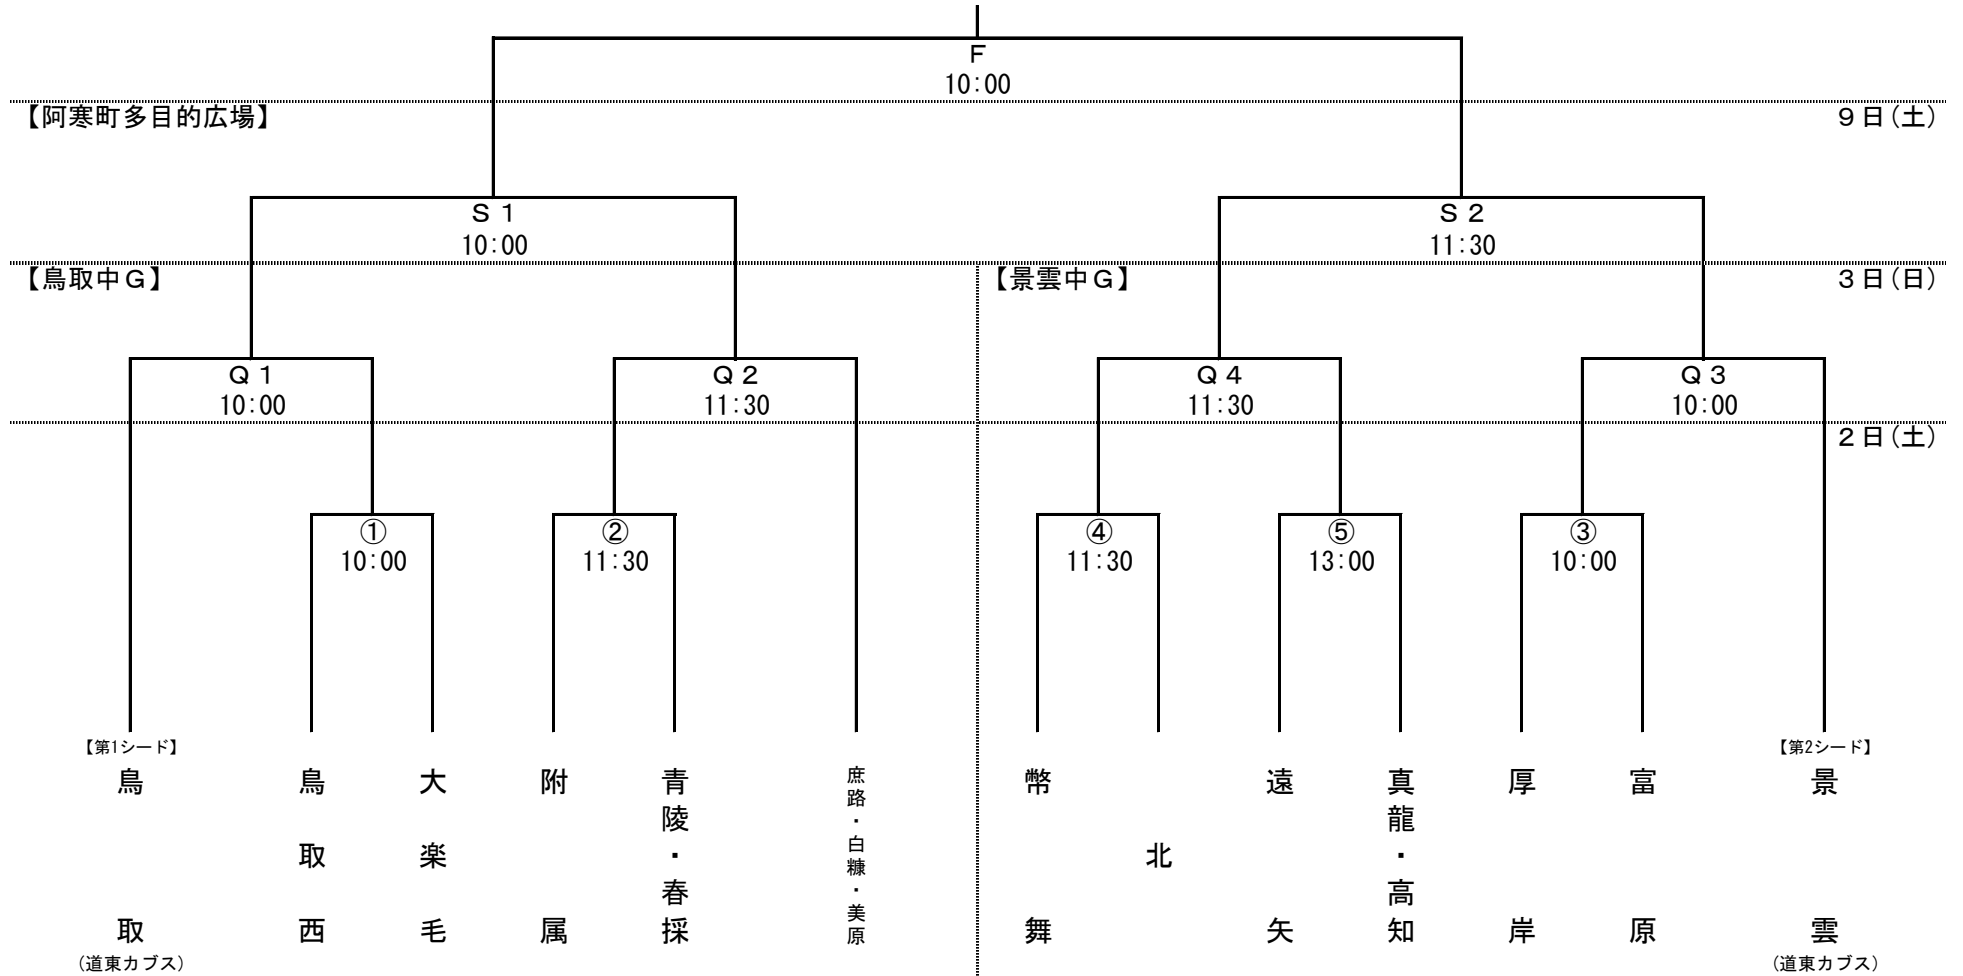 Ｆ
10:00
【阿寒町多目的広場】
９日(土)
Ｓ１
10:00
Ｓ２
11:30
【鳥取中Ｇ】
【景雲中Ｇ】
３日(日)
Ｑ１
10:00
Ｑ２
11:30
Ｑ４
11:30
Ｑ３
10:00
２日(土)
①
10:00
②
11:30
④
11:30
⑤
13:00
③
10:00
【第1シード】
鳥取
(道東カブス)
鳥取西
大楽毛
附属
青陵・春採
庶路・白糠・美原
幣舞
北
遠矢
真龍・高知
厚岸
富原
【第2シード】
景雲
(道東カブス)